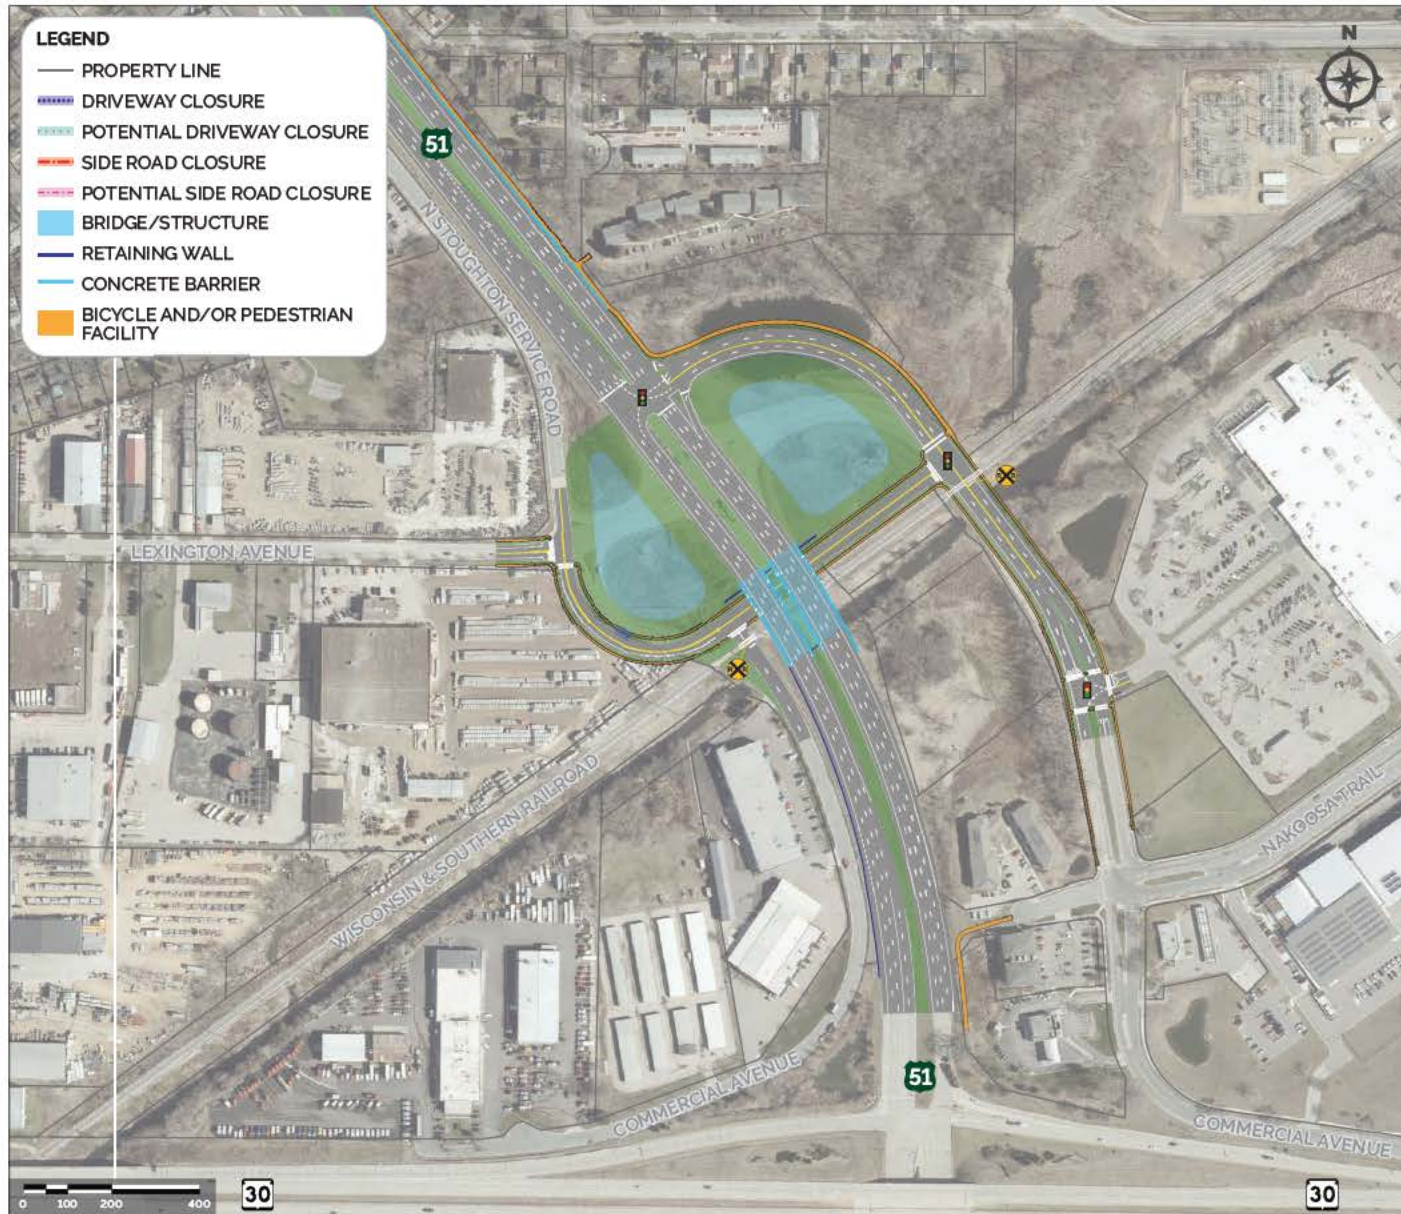 LEGEND
PROPERTY LINE
DRIVEWAY CLOSURE
POTENTIAL DRIVEWAY CLOSURE
SIDE ROAD CLOSURE
POTENTIAL SIDE ROAD CLOSURE
BRIDGE/STRUCTURE
RETAINING WALL
CONCRETE BARRIER
BICYCLE AND/OR PEDESTRIAN
FACILITY
N
51
N STOUGHTON SERVICE ROAD
LEXINGTON AVENUE
WISCONSIN & SOUTHERN RAILROAD
NAKOOSA TRAIL
51
COMMERCIAL AVENUE
COMMERCIAL AVENUE
0 100 200 400
30
30